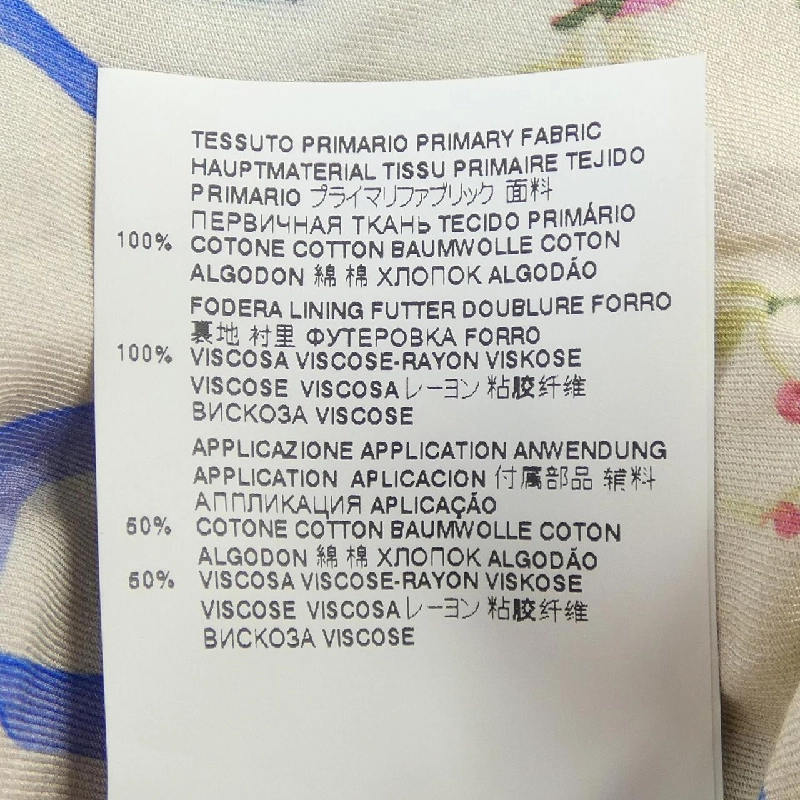 TESSUTO PRIMARIO PRIMARY FABRIC
HAUPTMATERIAL TISSU PRIMAIRE TEJIDO
PRIMARIO プライマリファブリック 面料
ПЕРВИЧНАЯ ТКАНЬ TECIDO PRIMÁRIO
100% COTONE COTTON BAUMWOLLE COTON
ALGODON 綿 棉 ХЛОПОК ALGODÃO
FODERA LINING FUTTER DOUBLURE FORRO
裏地 衬里 ФУТЕРОВКА FORRO
100% VISCOSA VISCOSE-RAYON VISKOSE
VISCOSE VISCOSA レーヨン 粘胶纤维
ВИСКОЗА VISCOSE
APPLICAZIONE APPLICATION ANWENDUNG
APPLICATION APLICACION 付属部品 辅料
АППЛИКАЦИЯ APLICAÇÃO
50% COTONE COTTON BAUMWOLLE COTON
ALGODON 綿 棉 ХЛОПОК ALGODÃO
50% VISCOSA VISCOSE-RAYON VISKOSE
VISCOSE VISCOSA レーヨン 粘胶纤维
ВИСКОЗА VISCOSE